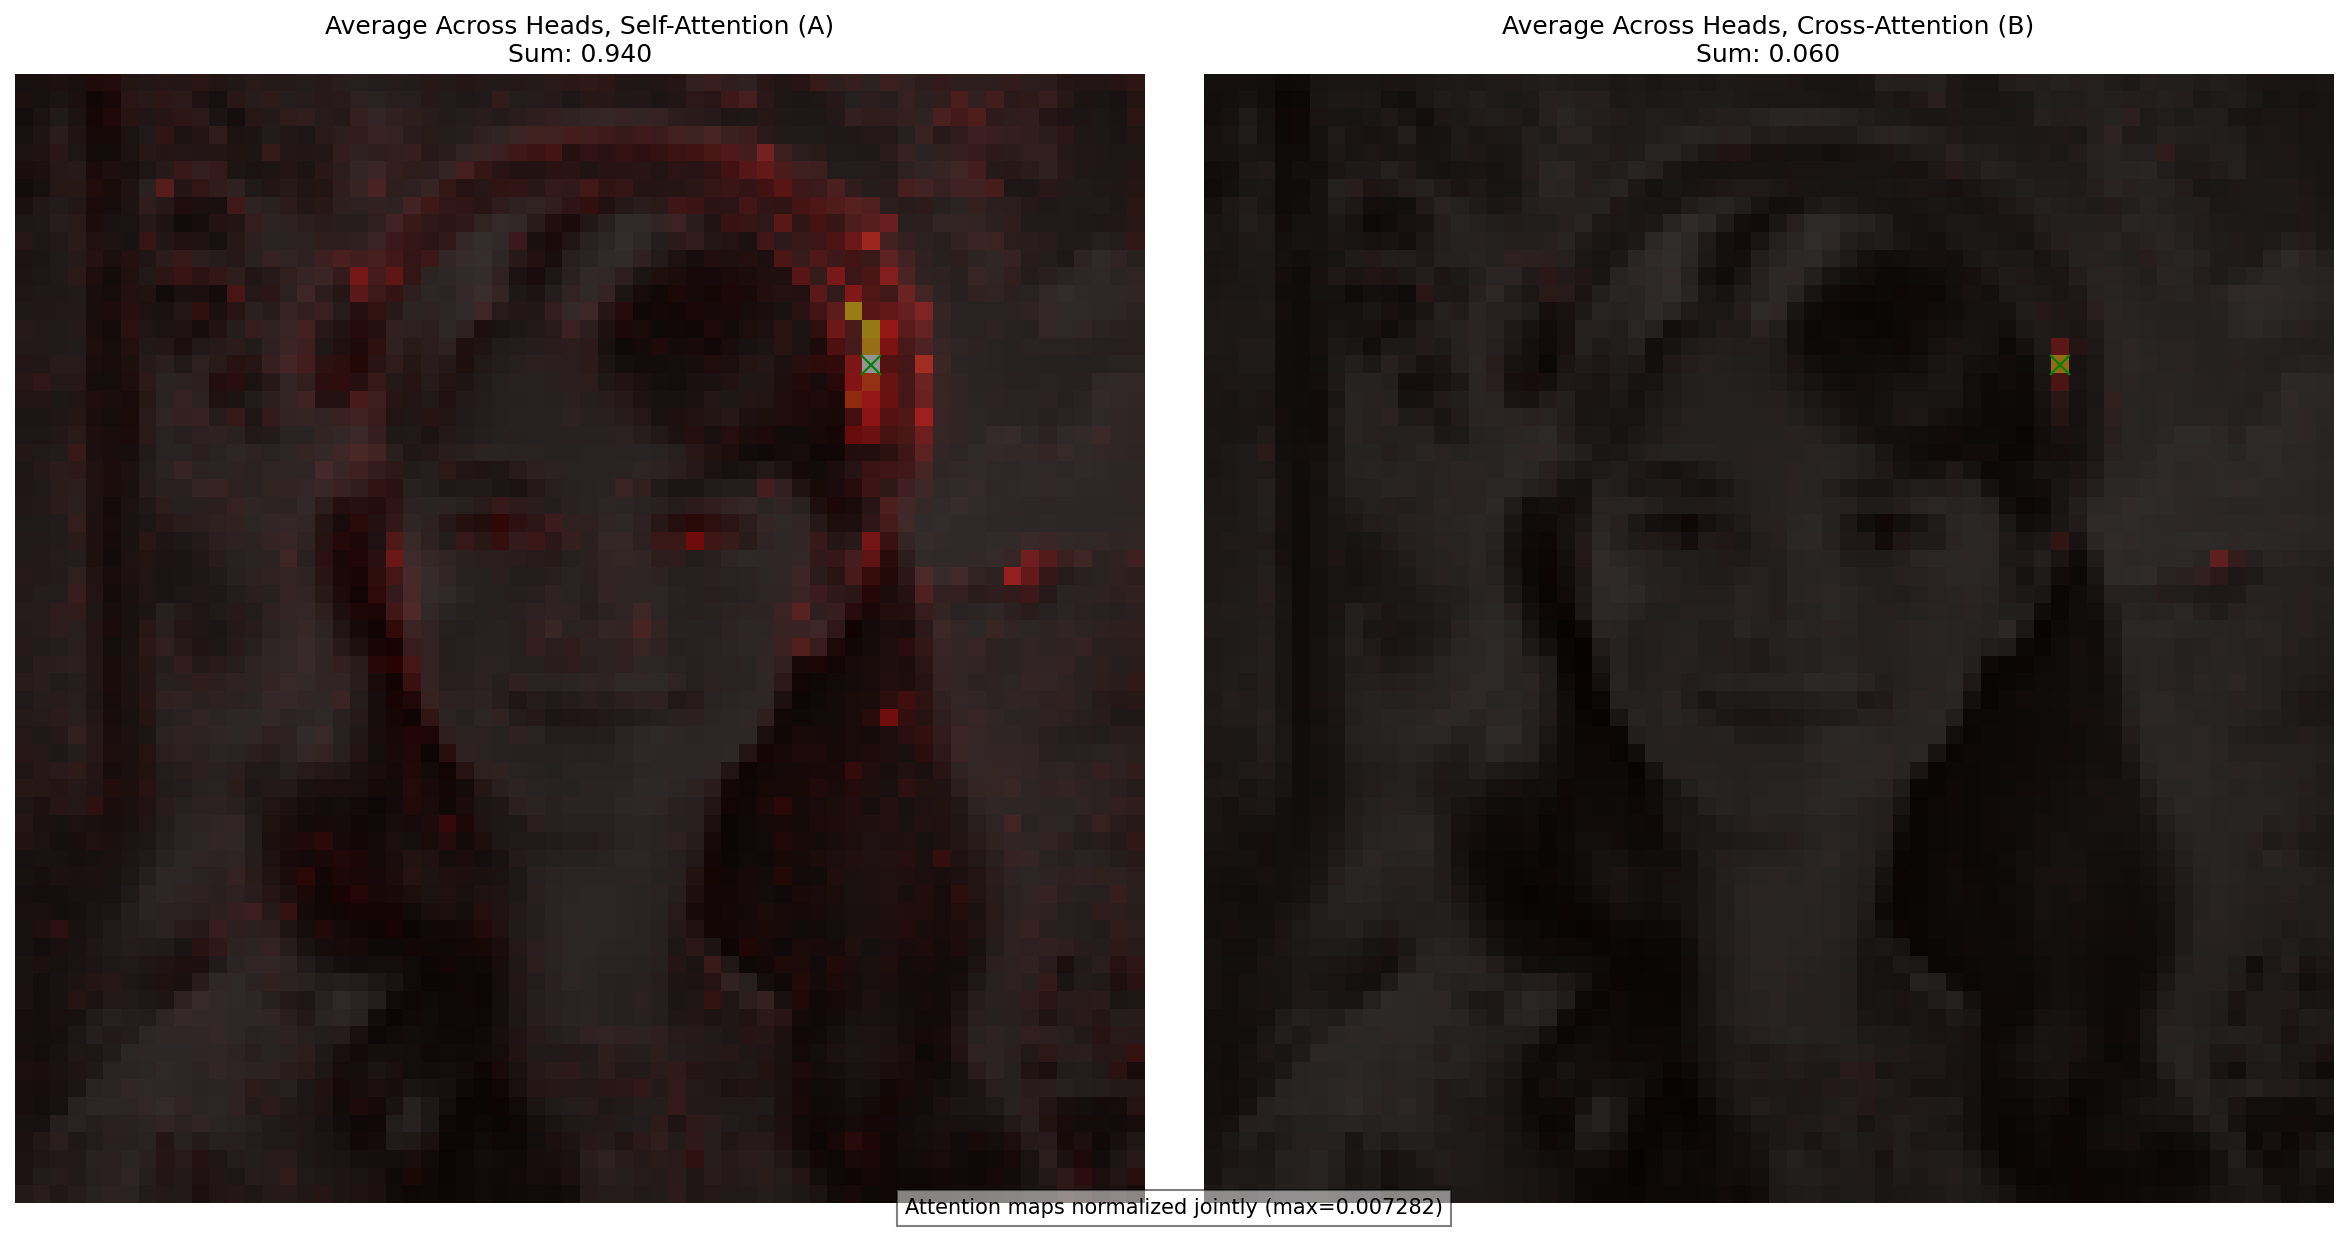 Average Across Heads, Self-Attention (A)
Sum: 0.940
Average Across Heads, Cross-Attention (B)
Sum: 0.060
Attention maps normalized jointly (max=0.007282)